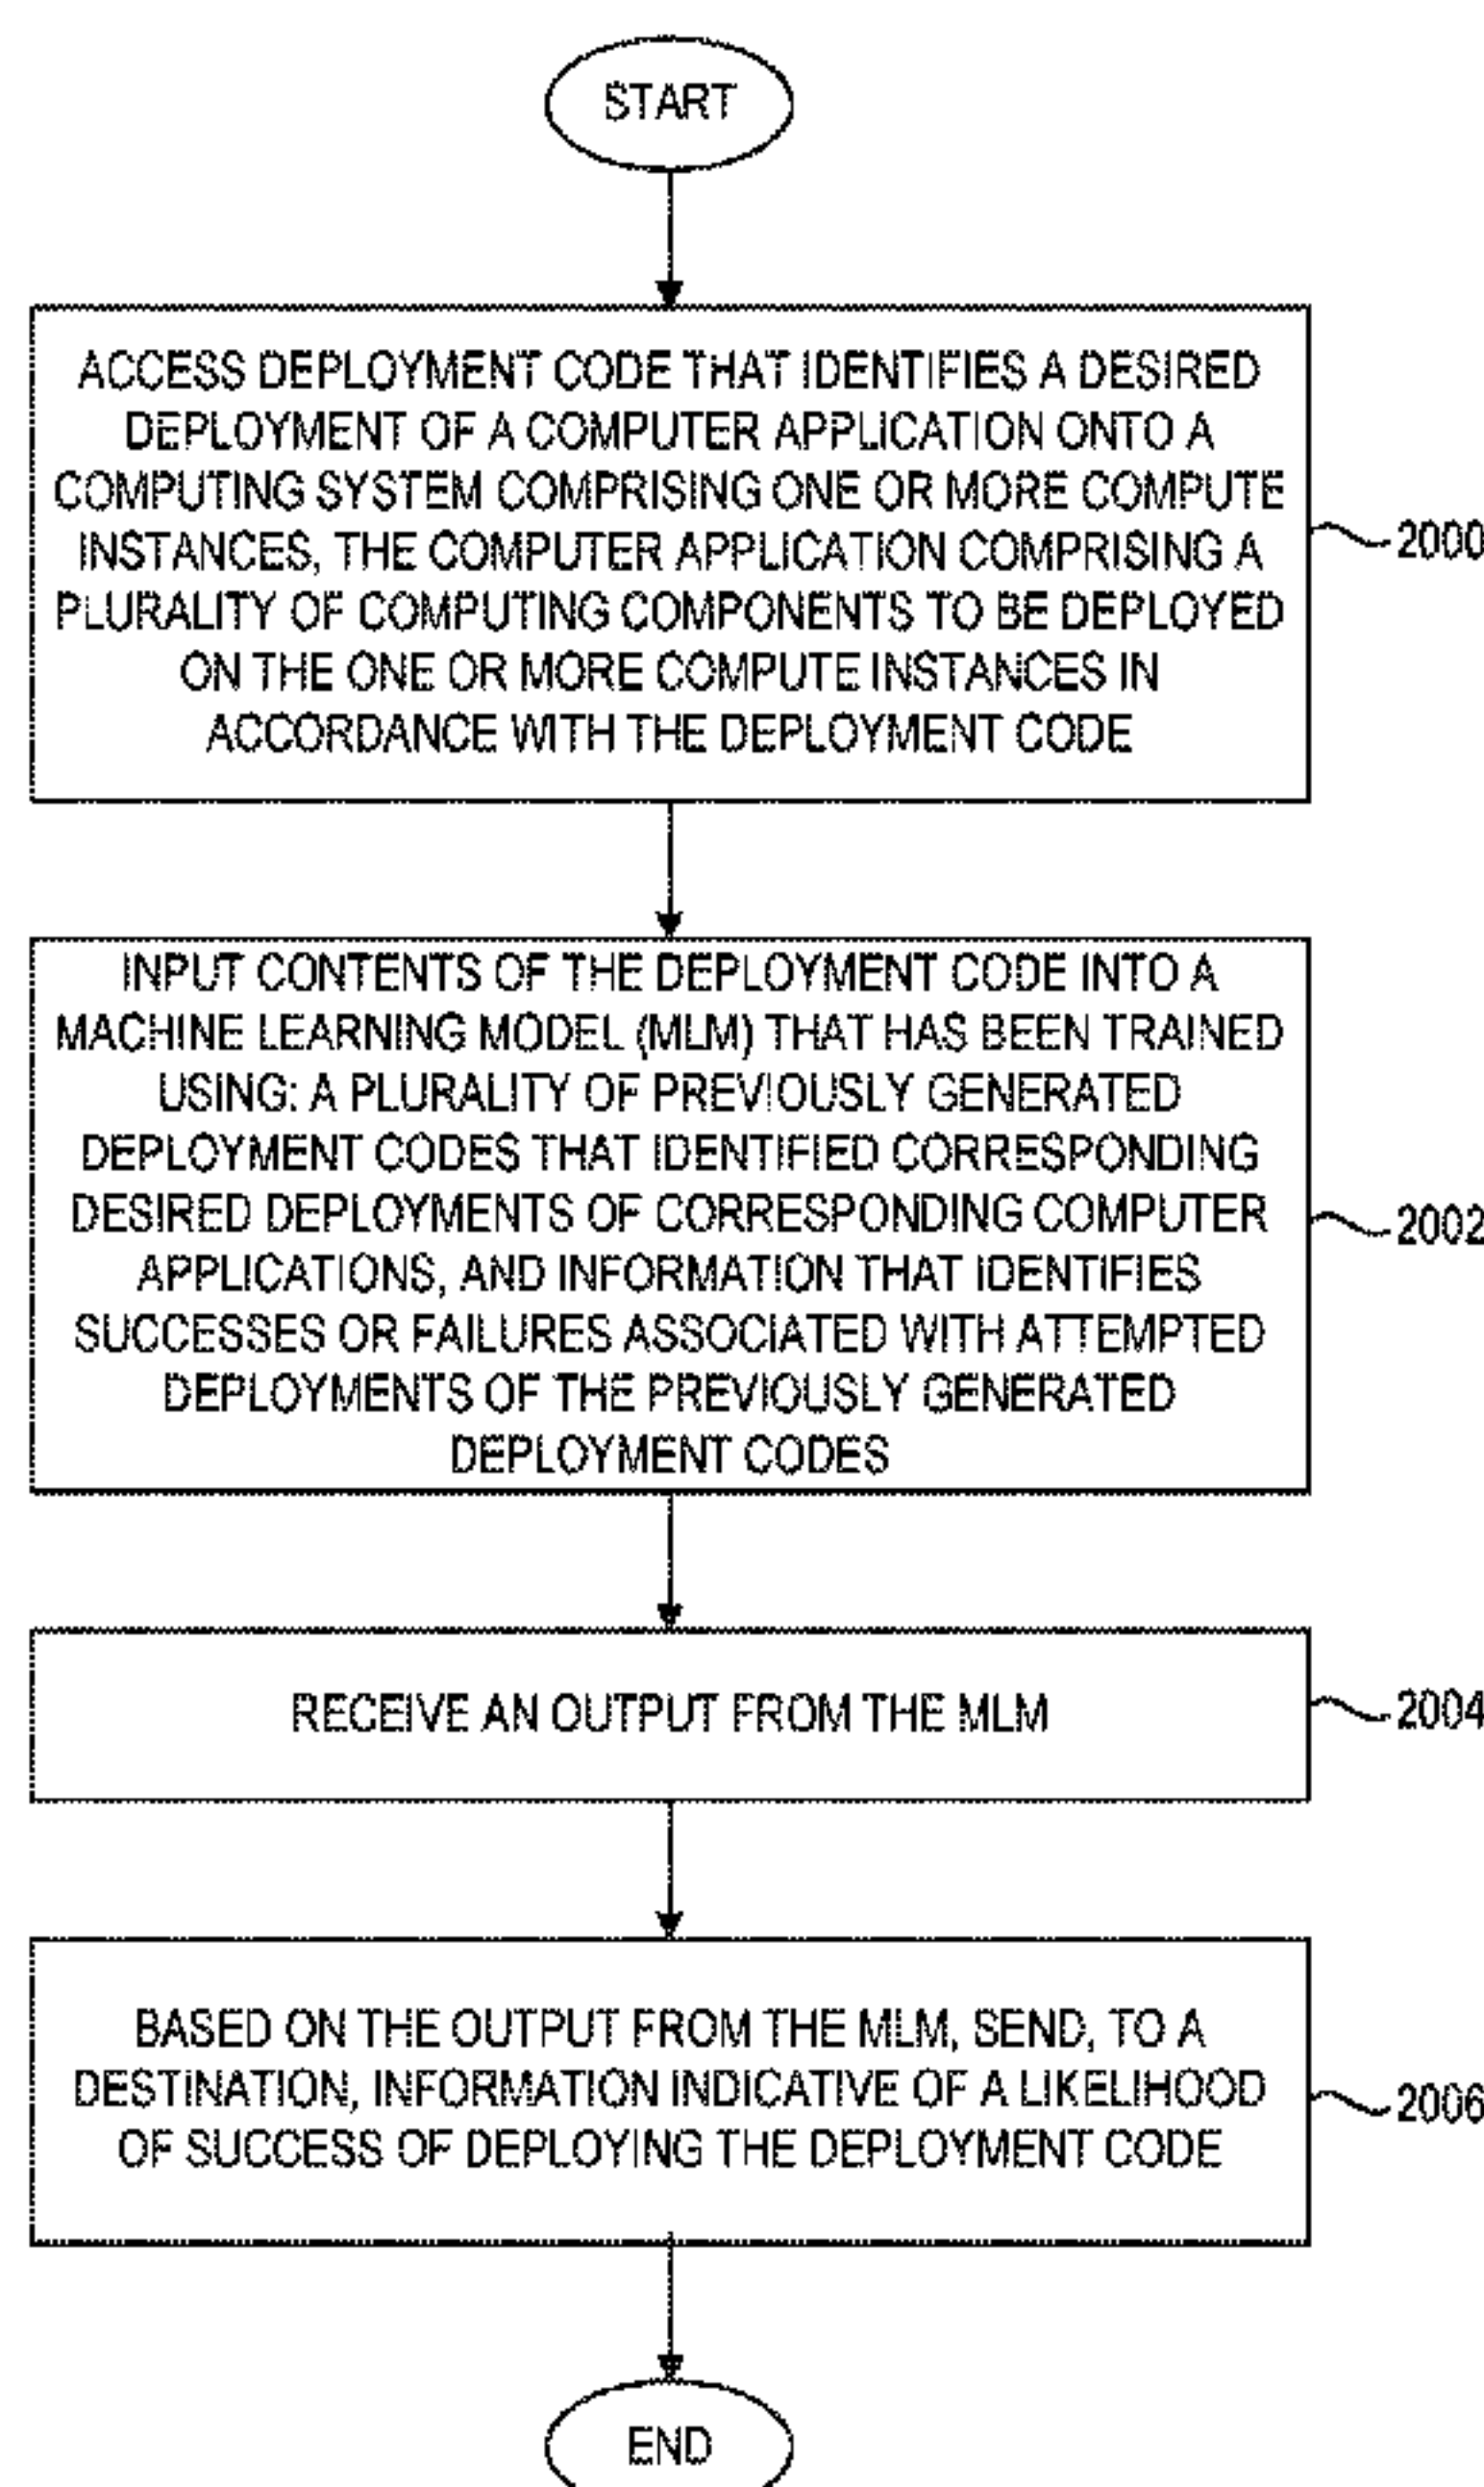 START
ACCESS DEPLOYMENT CODE THAT IDENTIFIES A DESIRED
DEPLOYMENT OF A COMPUTER APPLICATION ONTO A
COMPUTING SYSTEM COMPRISING ONE OR MORE COMPUTE
INSTANCES, THE COMPUTER APPLICATION COMPRISING A
PLURALITY OF COMPUTING COMPONENTS TO BE DEPLOYED
ON THE ONE OR MORE COMPUTE INSTANCES IN
ACCORDANCE WITH THE DEPLOYMENT CODE
2000
INPUT CONTENTS OF THE DEPLOYMENT CODE INTO A
MACHINE LEARNING MODEL (MLM) THAT HAS BEEN TRAINED
USING: A PLURALITY OF PREVIOUSLY GENERATED
DEPLOYMENT CODES THAT IDENTIFIED CORRESPONDING
DESIRED DEPLOYMENTS OF CORRESPONDING COMPUTER
APPLICATIONS, AND INFORMATION THAT IDENTIFIES
SUCCESSES OR FAILURES ASSOCIATED WITH ATTEMPTED
DEPLOYMENTS OF THE PREVIOUSLY GENERATED
DEPLOYMENT CODES
2002
RECEIVE AN OUTPUT FROM THE MLM
2004
BASED ON THE OUTPUT FROM THE MLM, SEND, TO A
DESTINATION, INFORMATION INDICATIVE OF A LIKELIHOOD
OF SUCCESS OF DEPLOYING THE DEPLOYMENT CODE
2006
END